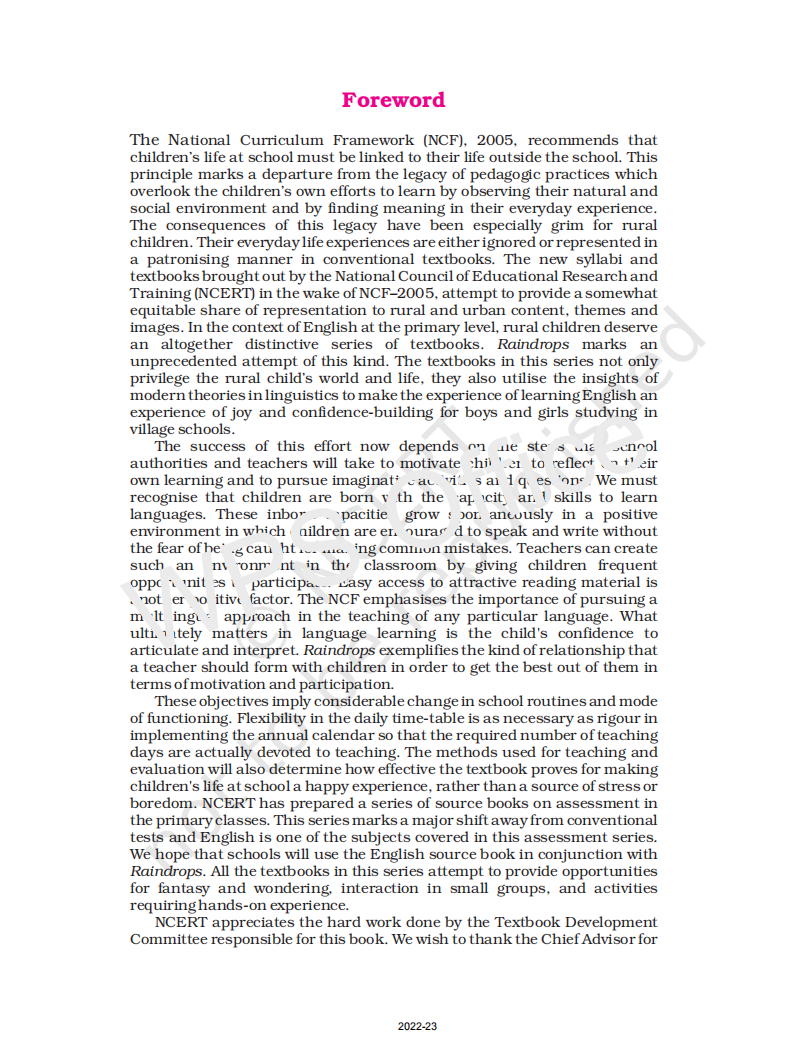 Foreword
The National Curriculum Framework (NCF), 2005, recommends that
children's life at school must be linked to their life outside the school. This
principle marks a departure from the legacy of pedagogic practices which
overlook the children's own efforts to learn by observing their natural and
social environment and by finding meaning in their everyday experience.
The consequences of this legacy have been especially grim for rural
children. Their everyday life experiences are either ignored or represented in
a patronising manner in conventional textbooks. The new syllabi and
textbooks brought out by the National Council of Educational Research and
Training (NCERT) in the wake of NCF–2005, attempt to provide a somewhat
equitable share of representation to rural and urban content, themes and
images. In the context of English at the primary level, rural children deserve
an altogether distinctive series of textbooks. Raindrops marks an
unprecedented attempt of this kind. The textbooks in this series not only
privilege the rural child's world and life, they also utilise the insights of
modern theories in linguistics to make the experience of learning English an
experience of joy and confidence-building for boys and girls studying in
village schools.
The success of this effort now depends on the steps that school
authorities and teachers will take to motivate children to reflect on their
own learning and to pursue imaginative activities and questions. We must
recognise that children are born with the capacity and skills to learn
languages. These inborn capacities grow spontaneously in a positive
environment in which children are encouraged to speak and write without
the fear of being caught for making common mistakes. Teachers can create
such an environment in the classroom by giving children frequent
opportunities to participate. Easy access to attractive reading material is
another positive factor. The NCF emphasises the importance of pursuing a
multilingual approach in the teaching of any particular language. What
ultimately matters in language learning is the child's confidence to
articulate and interpret. Raindrops exemplifies the kind of relationship that
a teacher should form with children in order to get the best out of them in
terms of motivation and participation.
These objectives imply considerable change in school routines and mode
of functioning. Flexibility in the daily time-table is as necessary as rigour in
implementing the annual calendar so that the required number of teaching
days are actually devoted to teaching. The methods used for teaching and
evaluation will also determine how effective the textbook proves for making
children's life at school a happy experience, rather than a source of stress or
boredom. NCERT has prepared a series of source books on assessment in
the primary classes. This series marks a major shift away from conventional
tests and English is one of the subjects covered in this assessment series.
We hope that schools will use the English source book in conjunction with
Raindrops. All the textbooks in this series attempt to provide opportunities
for fantasy and wondering, interaction in small groups, and activities
requiring hands-on experience.
NCERT appreciates the hard work done by the Textbook Development
Committee responsible for this book. We wish to thank the Chief Advisor for
WPS Office
© NCERT
not to be republished
2022-23